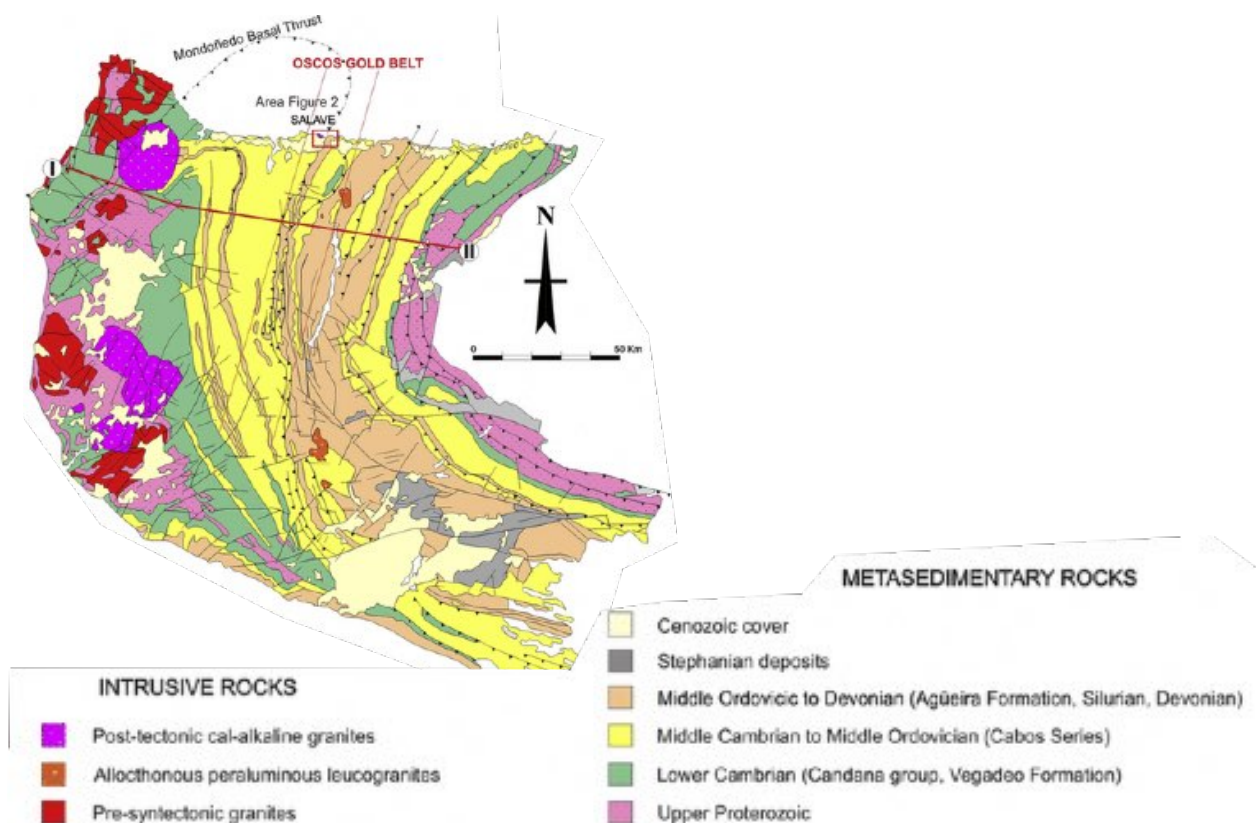 Mondoñedo Basal Thrust
OSCOS GOLD BELT
Area Figure 2
SALAVE
I
II
N
0 50 Km
METASEDIMENTARY ROCKS
Cenozoic cover
Stephanian deposits
Middle Ordovicic to Devonian (Agüeira Formation, Silurian, Devonian)
Middle Cambrian to Middle Ordovician (Cabos Series)
Lower Cambrian (Candana group, Vegadeo Formation)
Upper Proterozoic
INTRUSIVE ROCKS
Post-tectonic cal-alkaline granites
Allocthonous peraluminous leucogranites
Pre-syntectonic granites